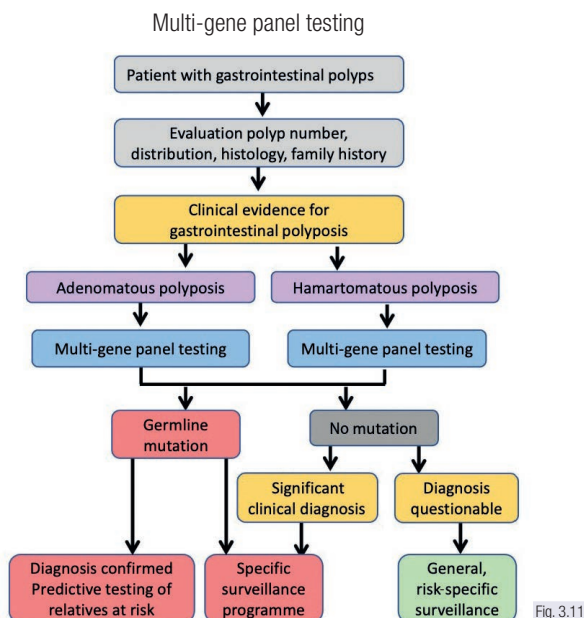 Multi-gene panel testing
Patient with gastrointestinal polyps
Evaluation polyp number,
distribution, histology, family history
Clinical evidence for
gastrointestinal polyposis
Adenomatous polyposis
Hamartomatous polyposis
Multi-gene panel testing
Multi-gene panel testing
Germline
mutation
No mutation
Significant
clinical diagnosis
Diagnosis
questionable
Diagnosis confirmed
Predictive testing of
relatives at risk
Specific
surveillance
programme
General,
risk-specific
surveillance
Fig. 3.11